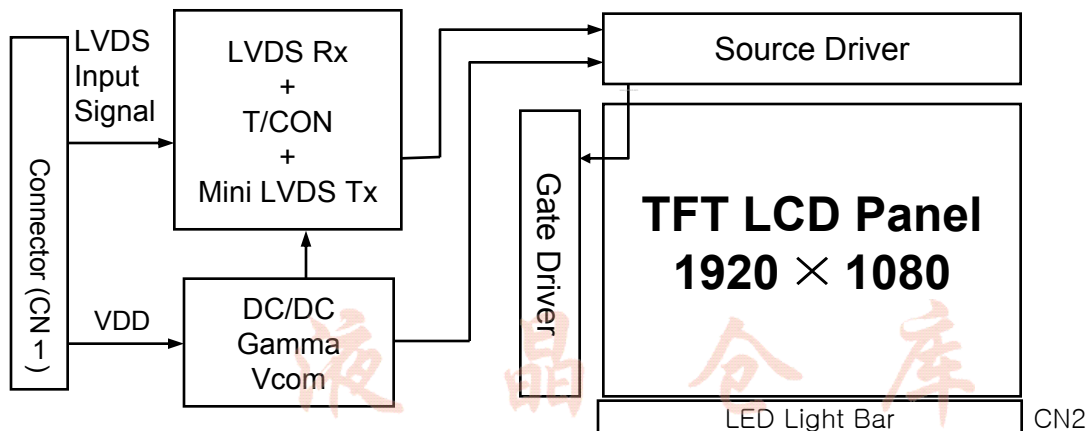 LVDS
Input
Signal
Connector (CN 1)
VDD
LVDS Rx
+
T/CON
+
Mini LVDS Tx
DC/DC
Gamma
Vcom
Source Driver
Gate Driver
TFT LCD Panel
1920 × 1080
LED Light Bar
CN2
液晶仓库